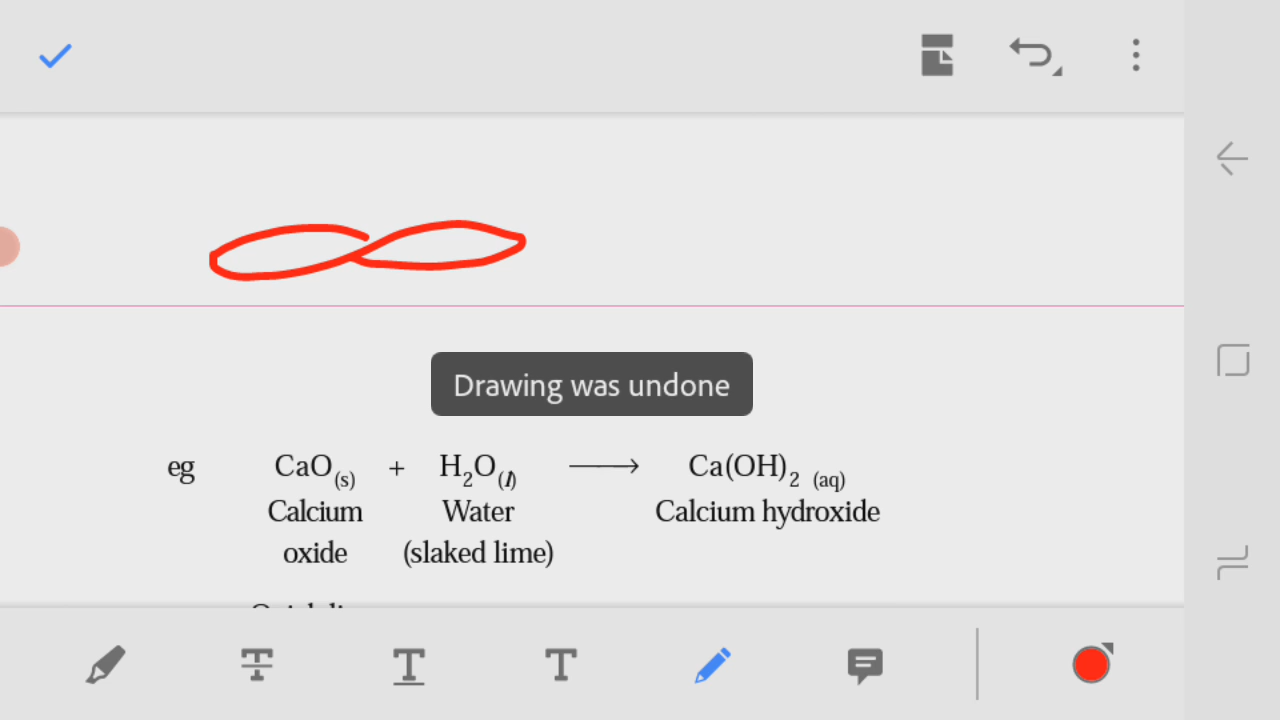 Drawing was undone
eg CaO(s) + H2O(l) ⟶ Ca(OH)2 (aq)
Calcium Water Calcium hydroxide
oxide (slaked lime)